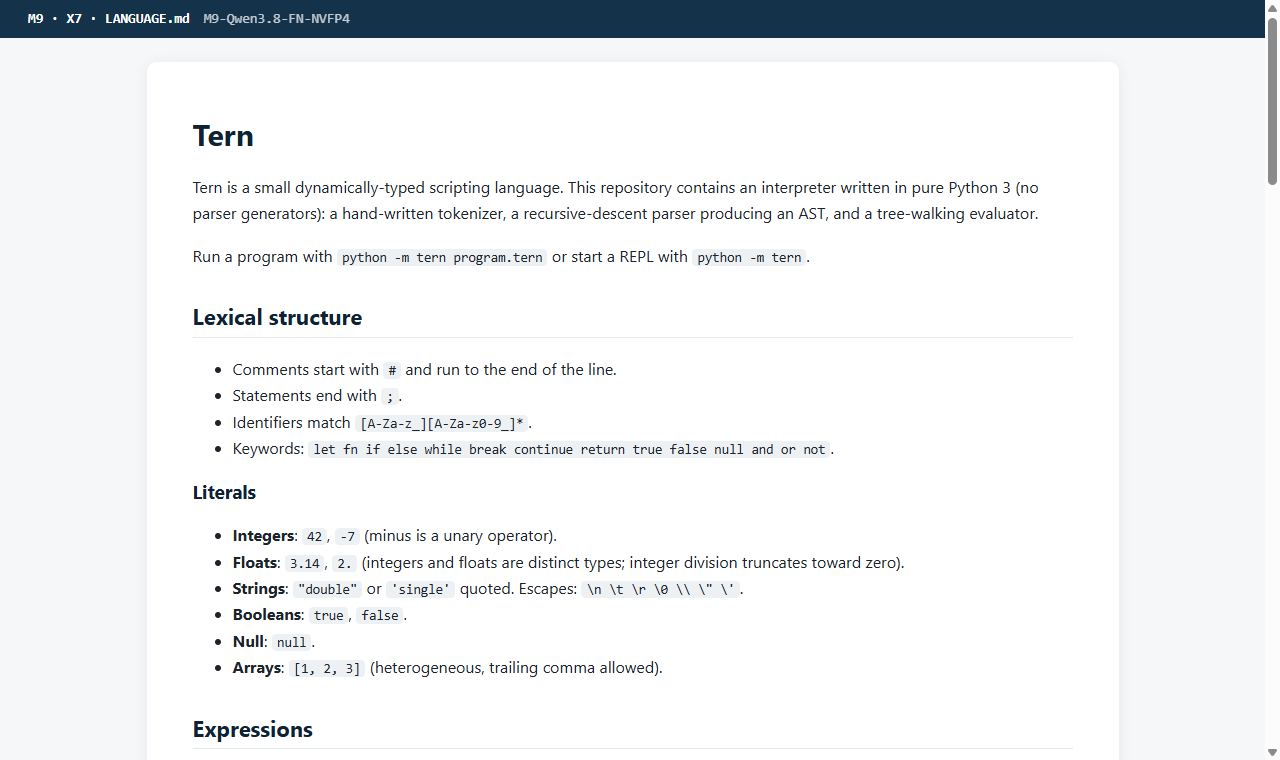 M9 · X7 · LANGUAGE.md M9-Qwen3.8-FN-NVFP4
Tern
Tern is a small dynamically-typed scripting language. This repository contains an interpreter written in pure Python 3 (no
parser generators): a hand-written tokenizer, a recursive-descent parser producing an AST, and a tree-walking evaluator.
Run a program with python -m tern program.tern or start a REPL with python -m tern.
Lexical structure
• Comments start with # and run to the end of the line.
• Statements end with ;.
• Identifiers match [A-Za-z_][A-Za-z0-9_]*.
• Keywords: let fn if else while break continue return true false null and or not.
Literals
• Integers: 42, -7 (minus is a unary operator).
• Floats: 3.14, 2. (integers and floats are distinct types; integer division truncates toward zero).
• Strings: "double" or 'single' quoted. Escapes: \n \t \r \0 \\ \" \'.
• Booleans: true, false.
• Null: null.
• Arrays: [1, 2, 3] (heterogeneous, trailing comma allowed).
Expressions